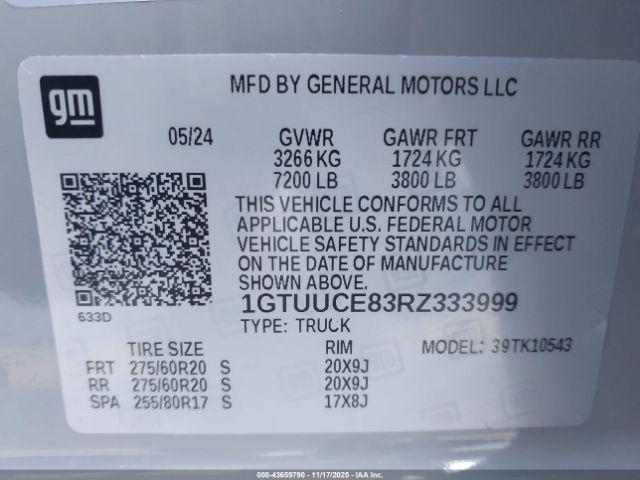 gm
MFD BY GENERAL MOTORS LLC
05/24 GVWR GAWR FRT GAWR RR
3266 KG 1724 KG 1724 KG
7200 LB 3800 LB 3800 LB
THIS VEHICLE CONFORMS TO ALL
APPLICABLE U.S. FEDERAL MOTOR
VEHICLE SAFETY STANDARDS IN EFFECT
ON THE DATE OF MANUFACTURE
SHOWN ABOVE.
633D
1GTUUCE83RZ333999
TYPE: TRUCK
TIRE SIZE RIM MODEL: 39TK10543
FRT 275/60R20 S 20X9J
RR 275/60R20 S 20X9J
SPA 255/80R17 S 17X8J
000-43659790 - 11/17/2025 - IAAI.COM